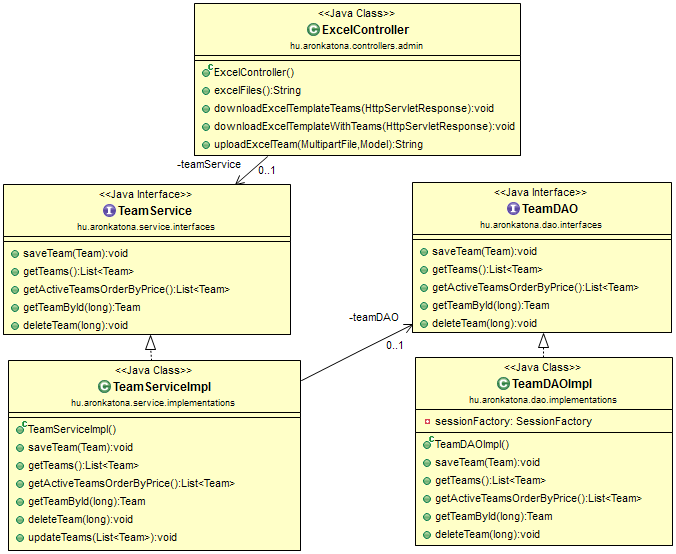 <<Java Class>>
ExcelController
hu.aronkatona.controllers.admin
ExcelController()
excelFiles():String
downloadExcelTemplateTeams(HttpServletResponse):void
downloadExcelTemplateWithTeams(HttpServletResponse):void
uploadExcelTeam(MultipartFile,Model):String
-teamService
0..1
<<Java Interface>>
TeamService
hu.aronkatona.service.interfaces
saveTeam(Team):void
getTeams():List<Team>
getActiveTeamsOrderByPrice():List<Team>
getTeamById(long):Team
deleteTeam(long):void
<<Java Interface>>
TeamDAO
hu.aronkatona.dao.interfaces
saveTeam(Team):void
getTeams():List<Team>
getActiveTeamsOrderByPrice():List<Team>
getTeamById(long):Team
deleteTeam(long):void
-teamDAO
0..1
<<Java Class>>
TeamServiceImpl
hu.aronkatona.service.implementations
TeamServiceImpl()
saveTeam(Team):void
getTeams():List<Team>
getActiveTeamsOrderByPrice():List<Team>
getTeamById(long):Team
deleteTeam(long):void
updateTeams(List<Team>):void
<<Java Class>>
TeamDAOImpl
hu.aronkatona.dao.implementations
sessionFactory: SessionFactory
TeamDAOImpl()
saveTeam(Team):void
getTeams():List<Team>
getActiveTeamsOrderByPrice():List<Team>
getTeamById(long):Team
deleteTeam(long):void